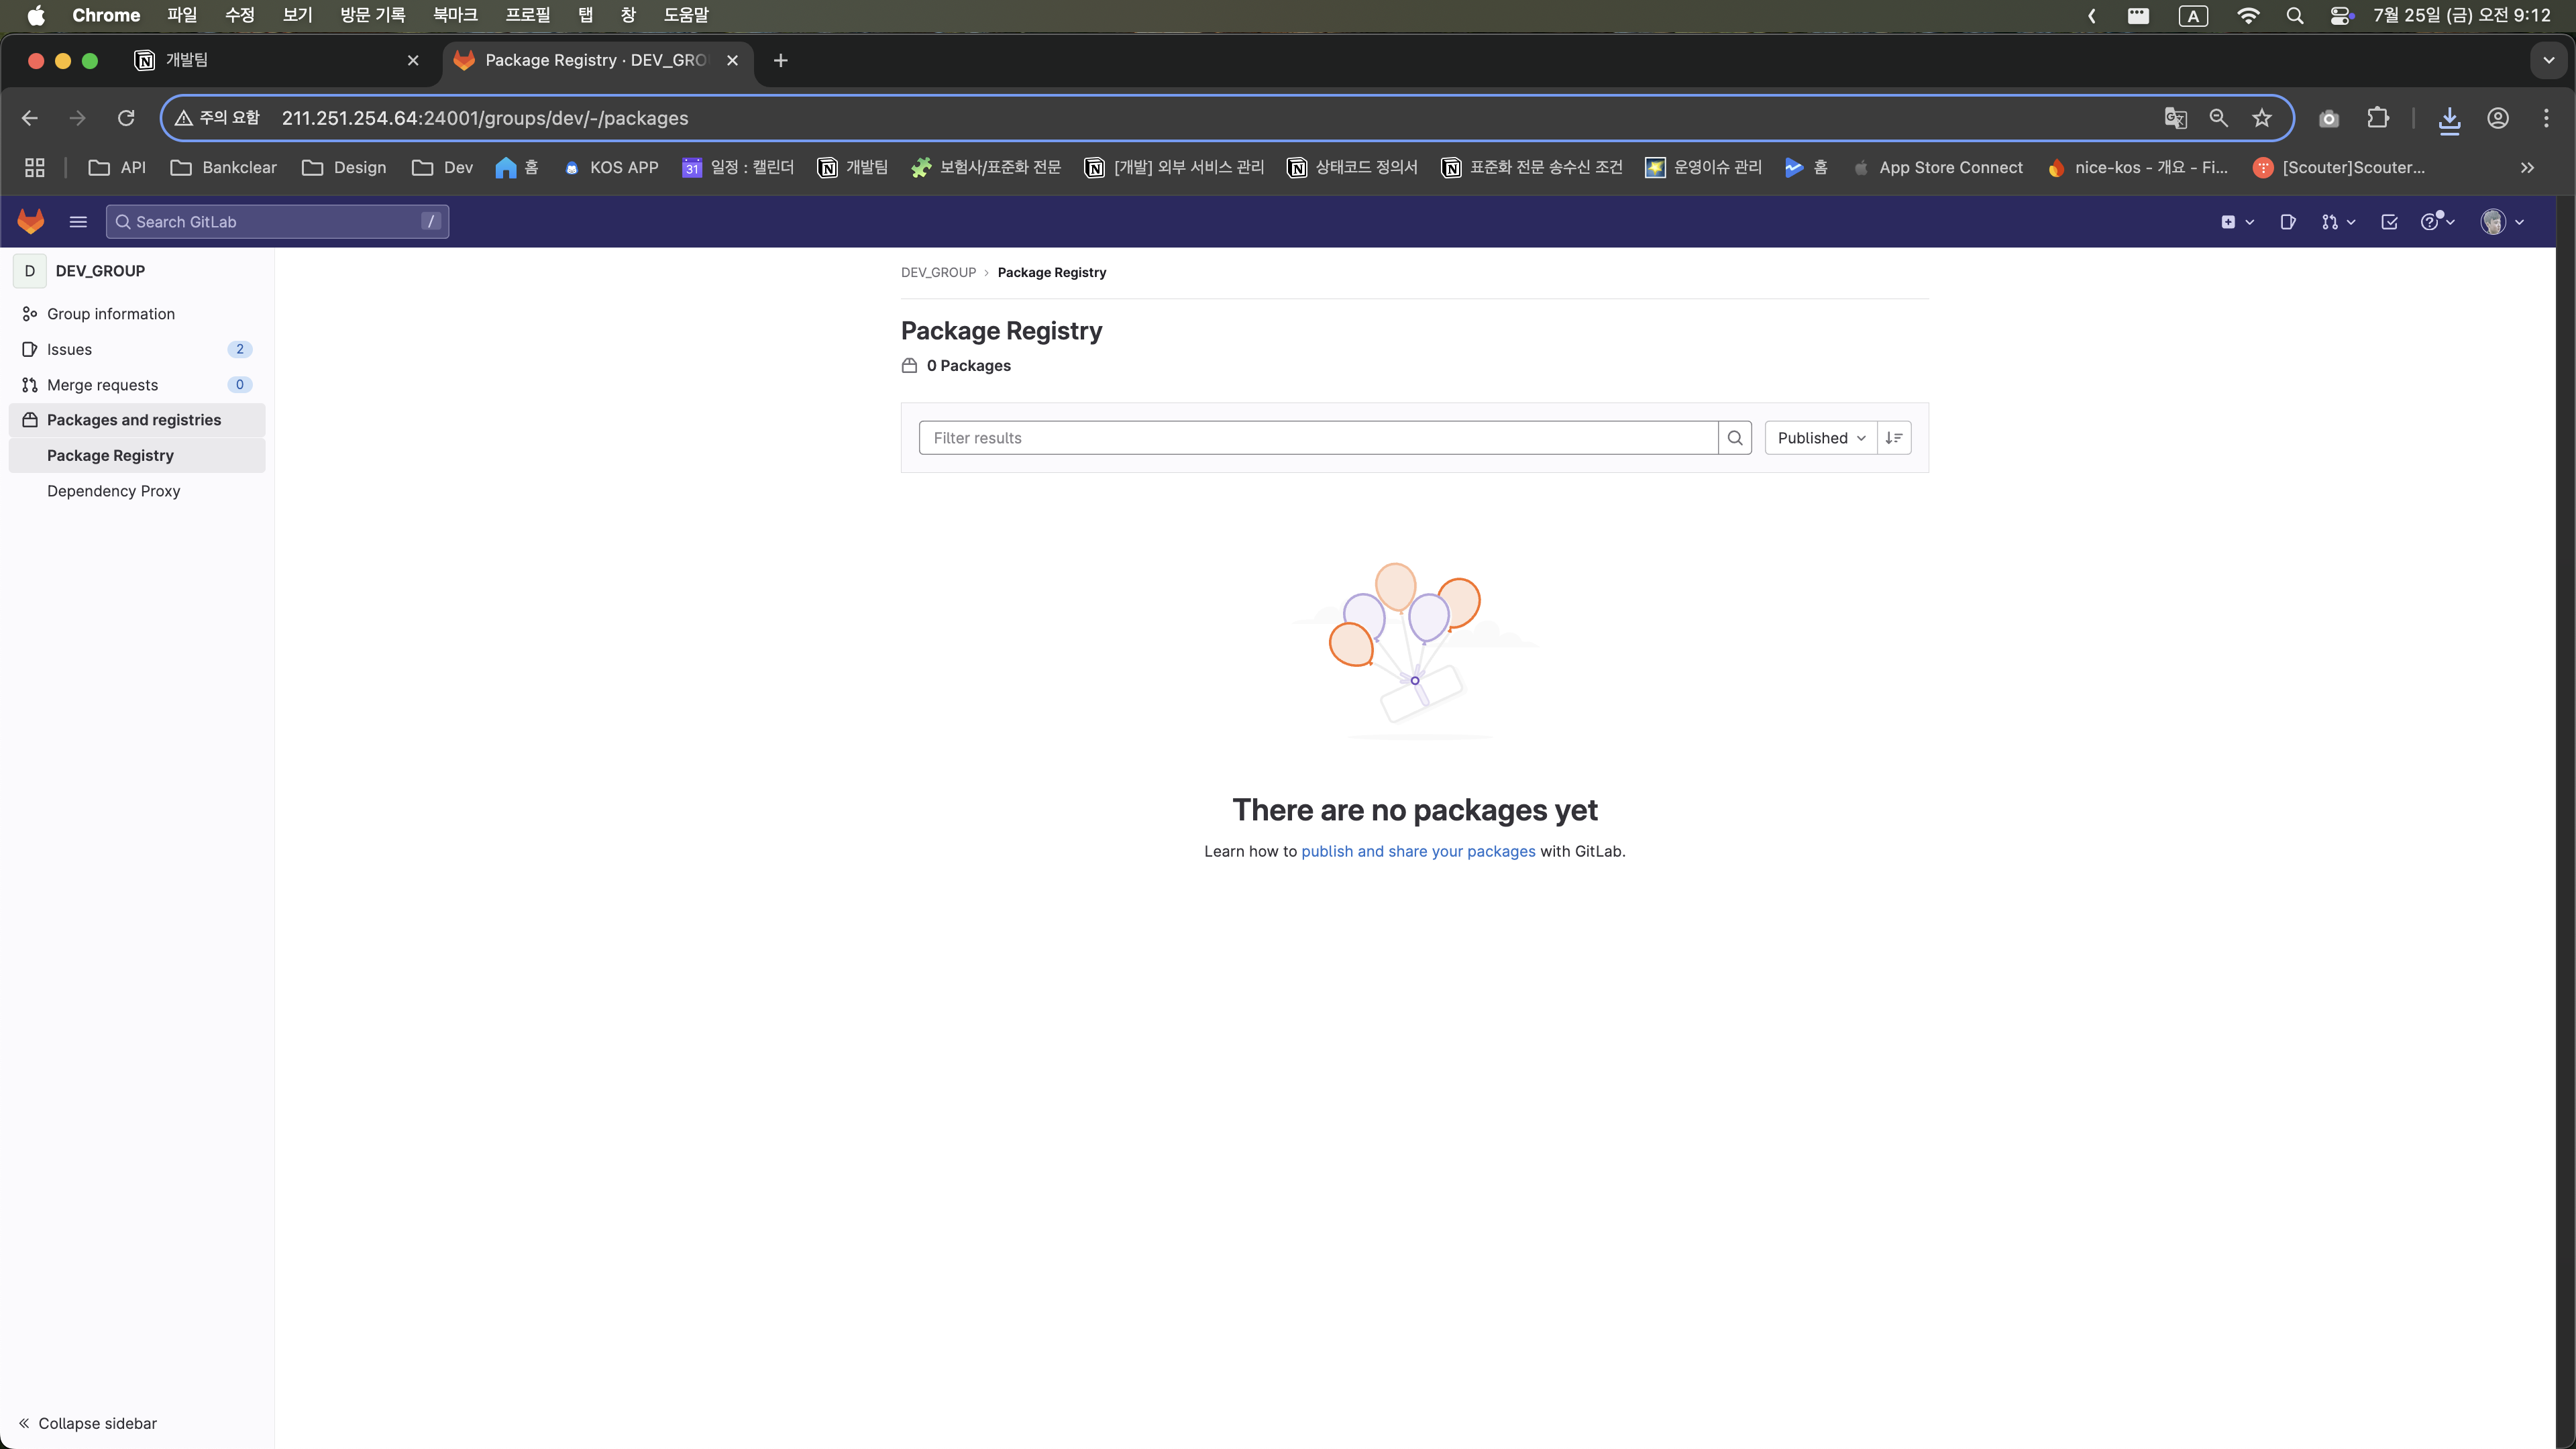 Chrome 파일 수정 보기 방문 기록 북마크 프로필 탭 창 도움말 A 7월 25일 (금) 오전 9:12
개발팀 Package Registry · DEV_GRO
주의 요함 211.251.254.64:24001/groups/dev/-/packages
API Bankclear Design Dev 홈 KOS APP 31 일정 : 캘린더 개발팀 보험사/표준화 전문 [개발] 외부 서비스 관리 상태코드 정의서 표준화 전문 송수신 조건 운영이슈 관리 홈 App Store Connect nice-kos - 개요 - Fi... [Scouter]Scouter...
Search GitLab /
D DEV_GROUP
Group information
Issues 2
Merge requests 0
Packages and registries
Package Registry
Dependency Proxy
Collapse sidebar
DEV_GROUP › Package Registry
Package Registry
0 Packages
Filter results Published
There are no packages yet
Learn how to publish and share your packages with GitLab.